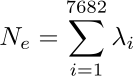 N_e = \sum_{i=1}^{7682} \lambda_i